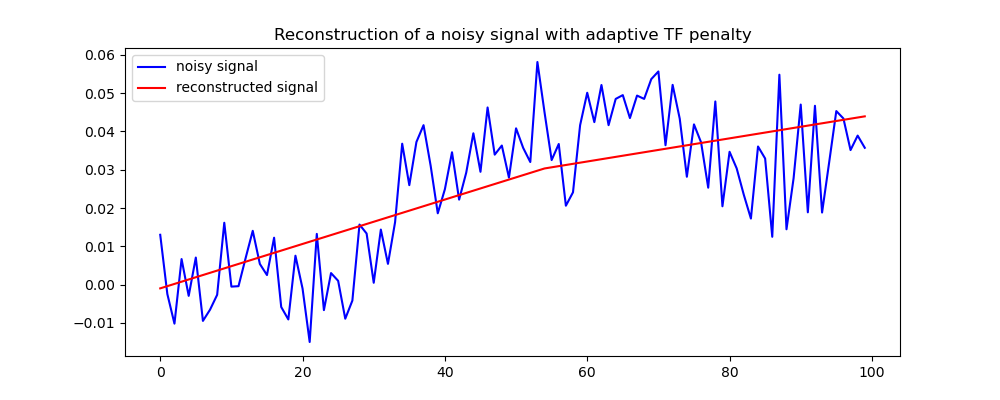 Reconstruction of a noisy signal with adaptive TF penalty
noisy signal
reconstructed signal
0.06
0.05
0.04
0.03
0.02
0.01
0.00
−0.01
0 20 40 60 80 100